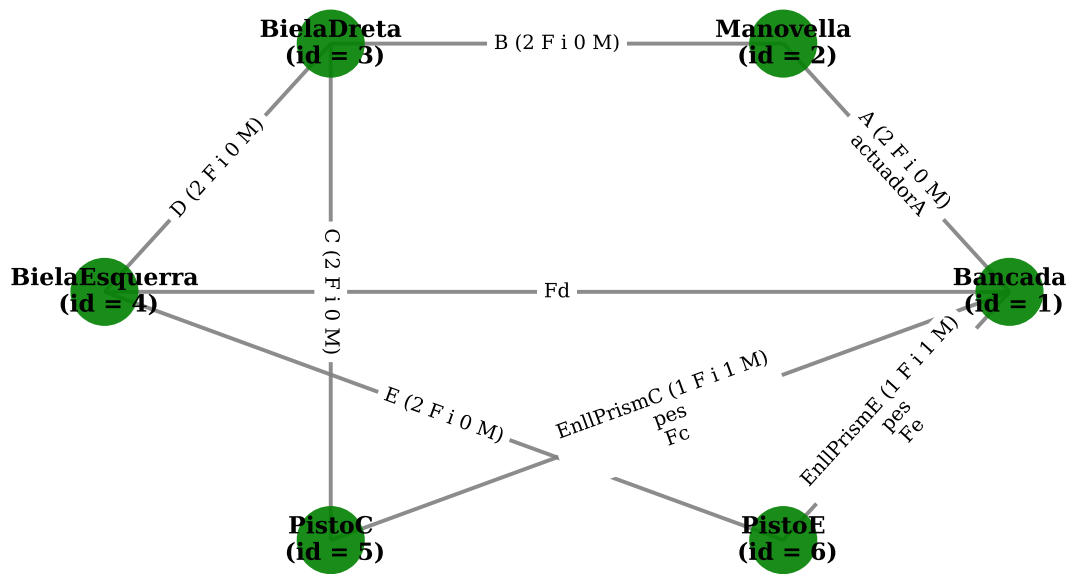 BielaDreta
(id = 3)
B (2 F i 0 M)
Manovella
(id = 2)
A (2 F i 0 M)
actuadorA
D (2 F i 0 M)
C (2 F i 0 M)
BielaEsquerra
(id = 4)
Fd
Bancada
(id = 1)
E (2 F i 0 M)
EnllPrismC (1 F i 1 M)
pes
Fc
EnllPrismE (1 F i 1 M)
pes
Fe
PistoC
(id = 5)
PistoE
(id = 6)